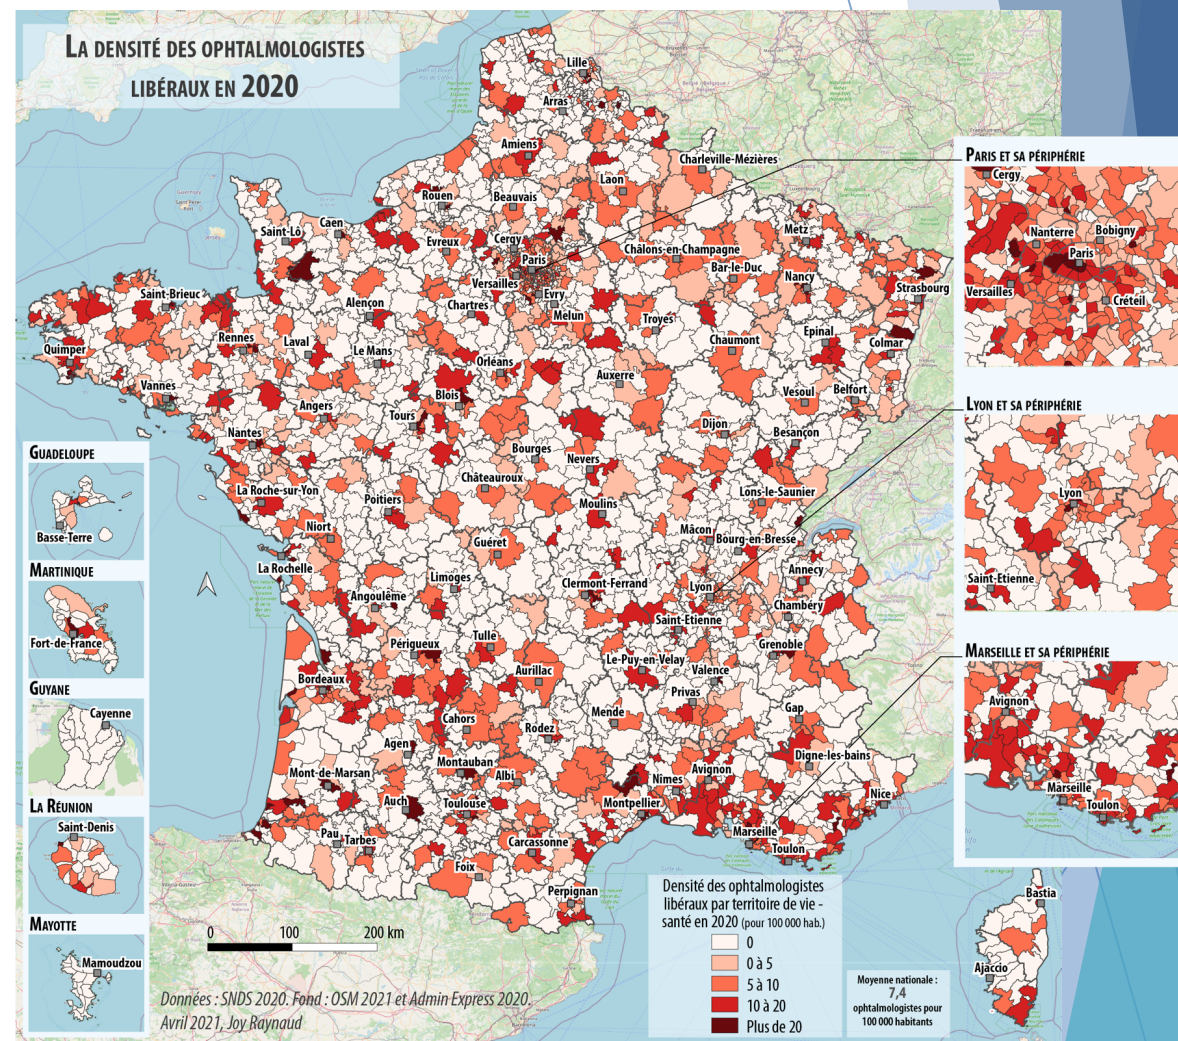 LA DENSITÉ DES OPHTALMOLOGISTES
LIBÉRAUX EN 2020
Lille
Arras
Amiens
Charleville-Mézières
Laon
Rouen
Beauvais
Caen
Saint-Lô
Metz
Evreux
Cergy
Châlons-en-Champagne
Paris
Bar-le-Duc
Nancy
Versailles
Strasbourg
Saint-Brieuc
Evry
Alençon
Chartres
Melun
Troyes
Epinal
Rennes
Laval
Chaumont
Colmar
Quimper
Le Mans
Orléans
Auxerre
Vannes
Vesoul
Belfort
Blois
Angers
Tours
Nantes
Dijon
Besançon
Bourges
Nevers
Châteauroux
La Roche-sur-Yon
Poitiers
Lons-le-Saunier
Moulins
Niort
Mâcon
Guéret
Bourg-en-Bresse
La Rochelle
Annecy
Limoges
Clermont-Ferrand
Lyon
Angoulême
Chambéry
Saint-Etienne
Tulle
Périgueux
Grenoble
Le-Puy-en-Velay
Aurillac
Valence
Bordeaux
Privas
Mende
Gap
Cahors
Rodez
Agen
Digne-les-bains
Montauban
Avignon
Mont-de-Marsan
Albi
Nimes
Nice
Auch
Toulouse
Montpellier
Marseille
Pau
Tarbes
Carcassonne
Toulon
Foix
Perpignan
Bastia
Ajaccio
PARIS ET SA PÉRIPHÉRIE
Cergy
Nanterre
Bobigny
Paris
Versailles
Créteil
LYON ET SA PÉRIPHÉRIE
Lyon
Saint-Etienne
MARSEILLE ET SA PÉRIPHÉRIE
Avignon
Marseille
Toulon
GUADELOUPE
Basse-Terre
MARTINIQUE
Fort-de-France
GUYANE
Cayenne
LA RÉUNION
Saint-Denis
MAYOTTE
Mamoudzou
0 100 200 km
Données : SNDS 2020. Fond : OSM 2021 et Admin Express 2020.
Avril 2021, Joy Raynaud
Densité des ophtalmologistes
libéraux par territoire de vie -
santé en 2020 (pour 100 000 hab.)
0
0 à 5
5 à 10
10 à 20
Plus de 20
Moyenne nationale :
7,4
ophtalmologistes pour
100 000 habitants